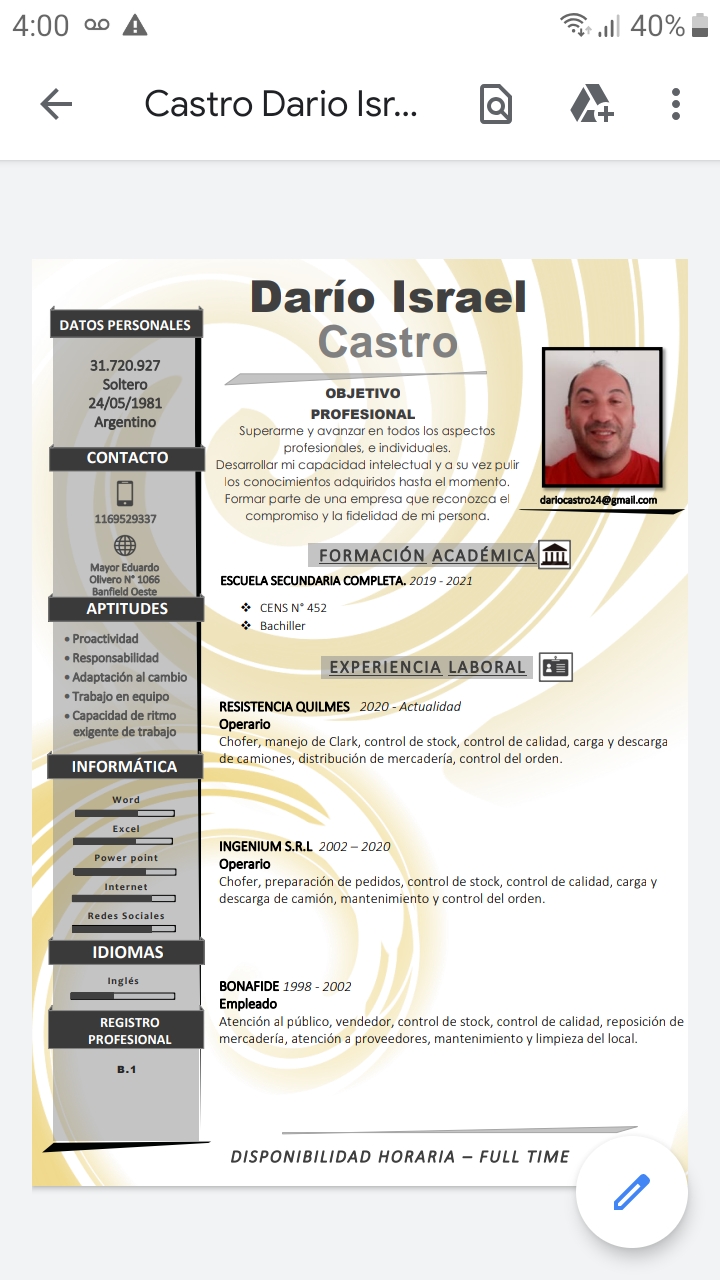 4:00
40%
Castro Dario Isr...
Darío Israel
Castro
DATOS PERSONALES
31.720.927
Soltero
24/05/1981
Argentino
CONTACTO
1169529337
Mayor Eduardo
Olivero N° 1066
Banfield Oeste
APTITUDES
• Proactividad
• Responsabilidad
• Adaptación al cambio
• Trabajo en equipo
• Capacidad de ritmo
exigente de trabajo
INFORMÁTICA
Word
Excel
Power point
Internet
Redes Sociales
IDIOMAS
Inglés
REGISTRO
PROFESIONAL
B.1
OBJETIVO
PROFESIONAL
Superarme y avanzar en todos los aspectos
profesionales, e individuales.
Desarrollar mi capacidad intelectual y a su vez pulir
los conocimientos adquiridos hasta el momento.
Formar parte de una empresa que reconozca el
compromiso y la fidelidad de mi persona.
dariocastro24@gmail.com
FORMACIÓN ACADÉMICA
ESCUELA SECUNDARIA COMPLETA. 2019 - 2021
❖ CENS N° 452
❖ Bachiller
EXPERIENCIA LABORAL
RESISTENCIA QUILMES 2020 - Actualidad
Operario
Chofer, manejo de Clark, control de stock, control de calidad, carga y descarga
de camiones, distribución de mercadería, control del orden.
INGENIUM S.R.L 2002 – 2020
Operario
Chofer, preparación de pedidos, control de stock, control de calidad, carga y
descarga de camión, mantenimiento y control del orden.
BONAFIDE 1998 - 2002
Empleado
Atención al público, vendedor, control de stock, control de calidad, reposición de
mercadería, atención a proveedores, mantenimiento y limpieza del local.
DISPONIBILIDAD HORARIA – FULL TIME